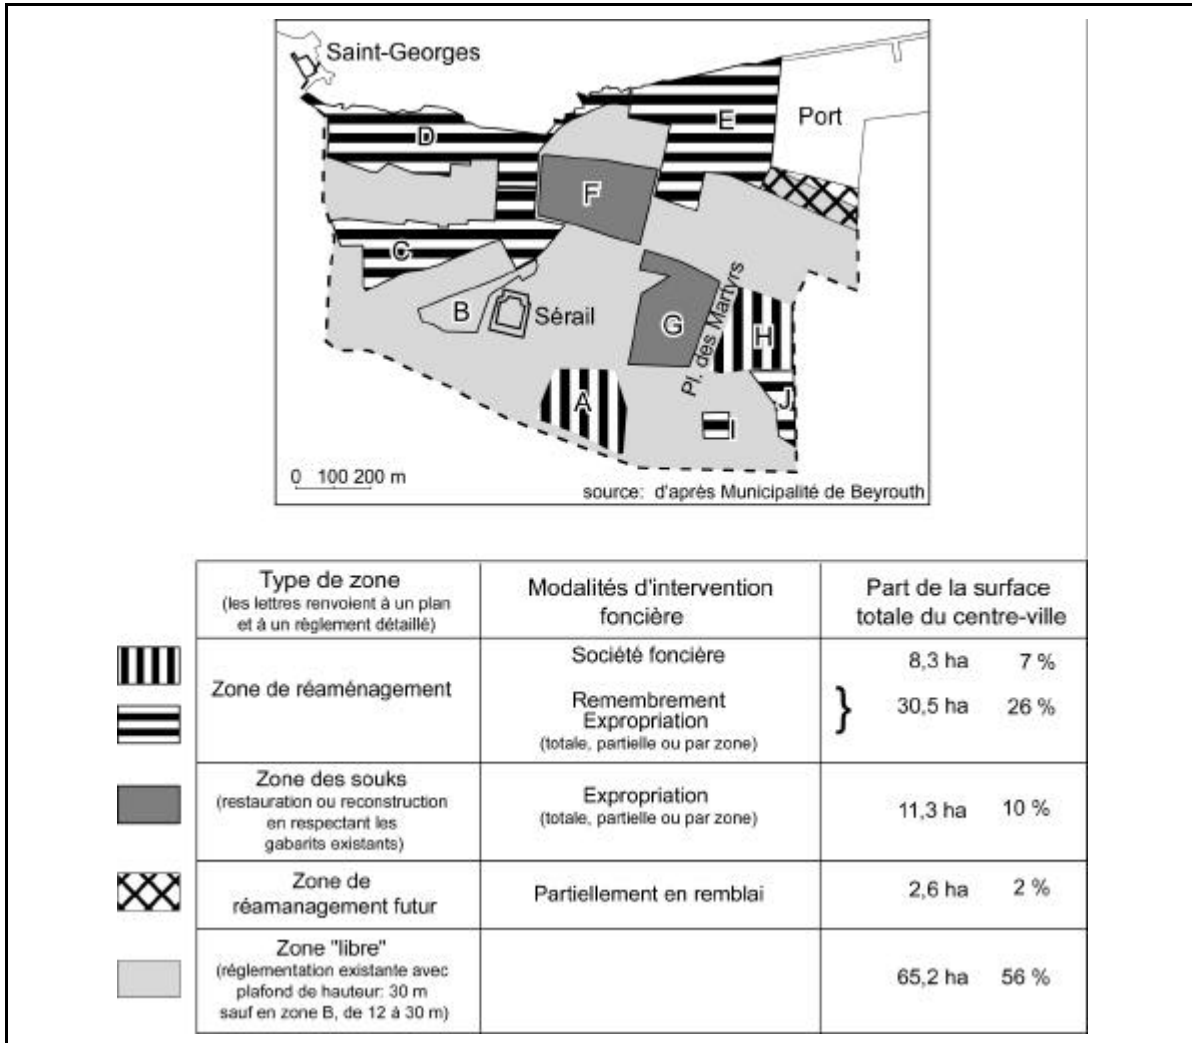 Saint-Georges
D
E
Port
F
C
B
Sérail
G
Pl. des Martyrs
H
A
J
I
0 100 200 m
source: d'après Municipalité de Beyrouth
Type de zone
(les lettres renvoient à un plan
et à un règlement détaillé)
Modalités d'intervention
foncière
Part de la surface
totale du centre-ville
Zone de réaménagement
Société foncière
8,3 ha 7 %
Remembrement
Expropriation
(totale, partielle ou par zone)
}
30,5 ha 26 %
Zone des souks
(restauration ou reconstruction
en respectant les
gabarits existants)
Expropriation
(totale, partielle ou par zone)
11,3 ha 10 %
Zone de
réamanagement futur
Partiellement en remblai
2,6 ha 2 %
Zone "libre"
(réglementation existante avec
plafond de hauteur: 30 m
sauf en zone B, de 12 à 30 m)
65,2 ha 56 %